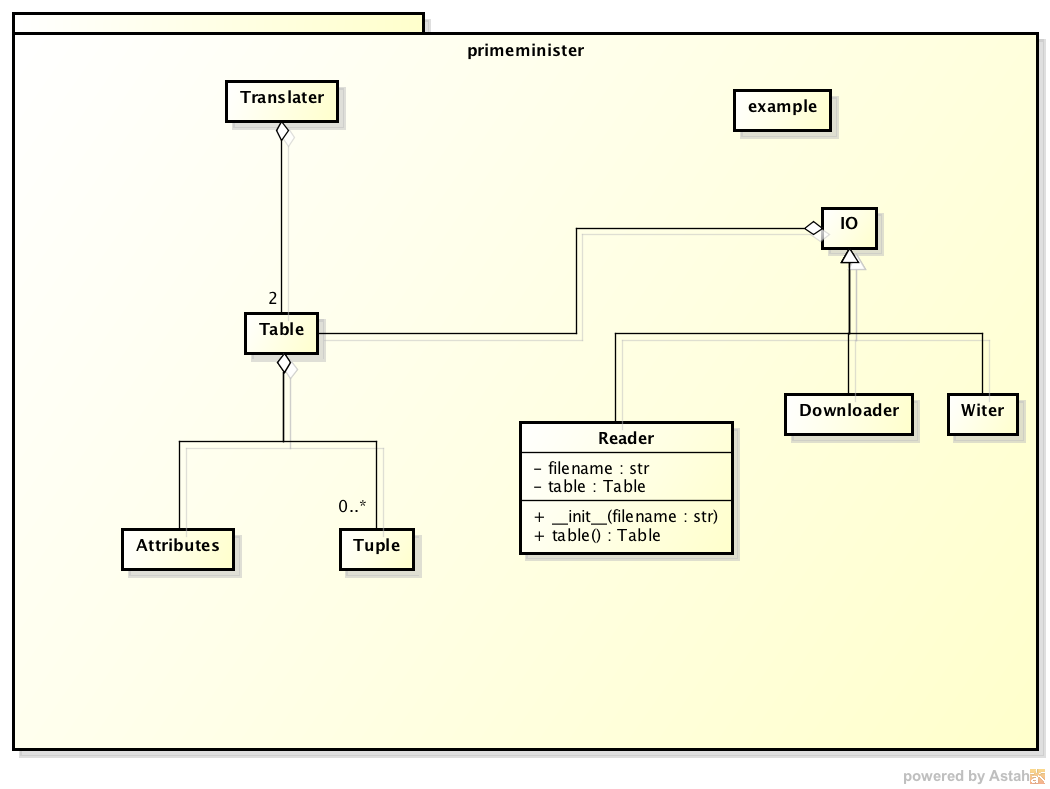 primeminister
Translater
example
IO
2
Table
Downloader
Witer
Reader
– filename : str
– table : Table
+ __init__(filename : str)
+ table() : Table
0..*
Attributes
Tuple
powered by Astah